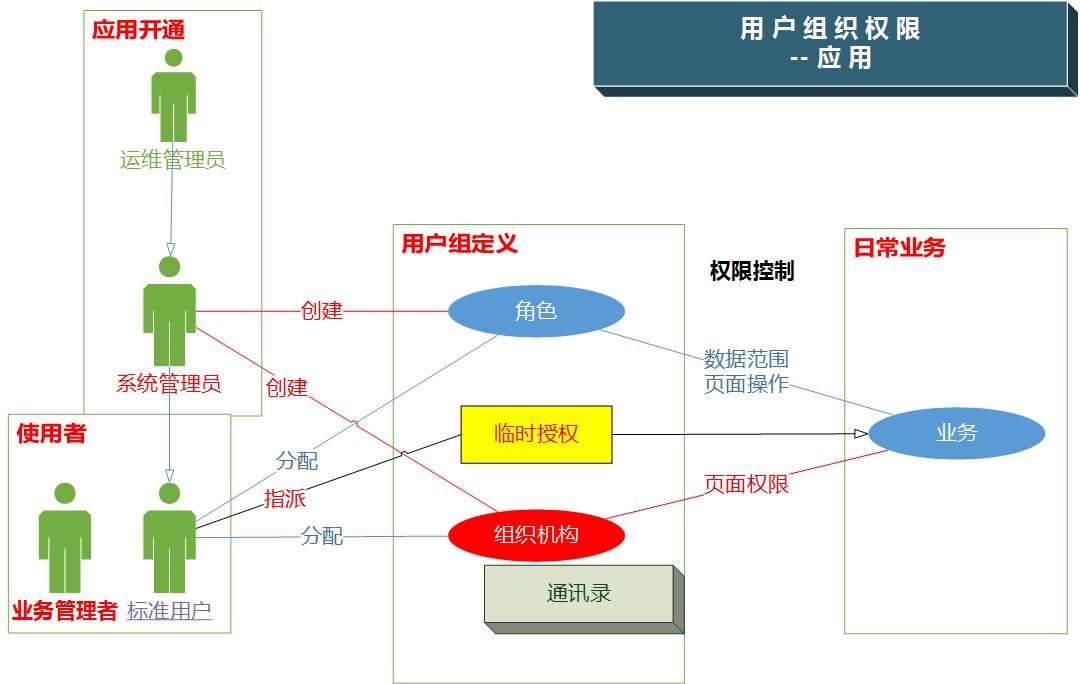 应用开通
用户组织权限
-- 应用
运维管理员
用户组定义
权限控制
日常业务
创建
角色
数据范围
页面操作
系统管理员
创建
使用者
临时授权
业务
分配
指派
页面权限
分配
组织机构
通讯录
业务管理者
标准用户